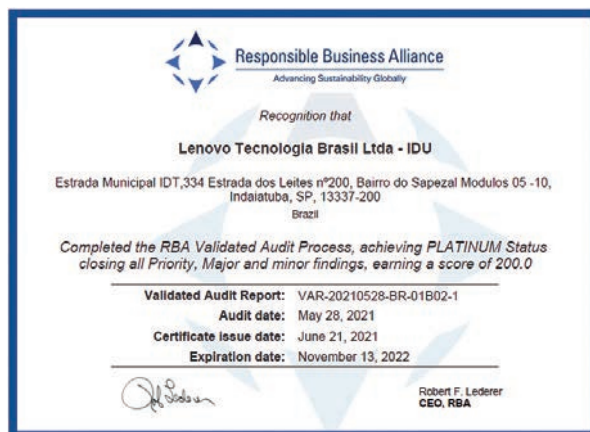 Responsible Business Alliance
Advancing Sustainability Globally
Recognition that
Lenovo Tecnologia Brasil Ltda - IDU
Estrada Municipal IDT,334 Estrada dos Leites nº200, Bairro do Sapezal Modulos 05 -10,
Indaiatuba, SP, 13337-200
Brazil
Completed the RBA Validated Audit Process, achieving PLATINUM Status
closing all Priority, Major and minor findings, earning a score of 200.0
Validated Audit Report: VAR-20210528-BR-01B02-1
Audit date: May 28, 2021
Certificate issue date: June 21, 2021
Expiration date: November 13, 2022
Robert F. Lederer
CEO, RBA